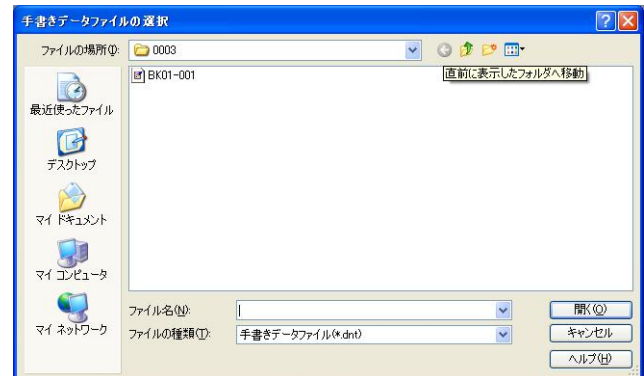 手書きデータファイルの選択
ファイルの場所(I):
0003
直前に表示したフォルダへ移動
BK01-001
最近使ったファイル
デスクトップ
マイ ドキュメント
マイ コンピュータ
マイ ネットワーク
ファイル名(N):
開く(O)
ファイルの種類(T):
手書きデータファイル(*.dnt)
キャンセル
ヘルプ(H)